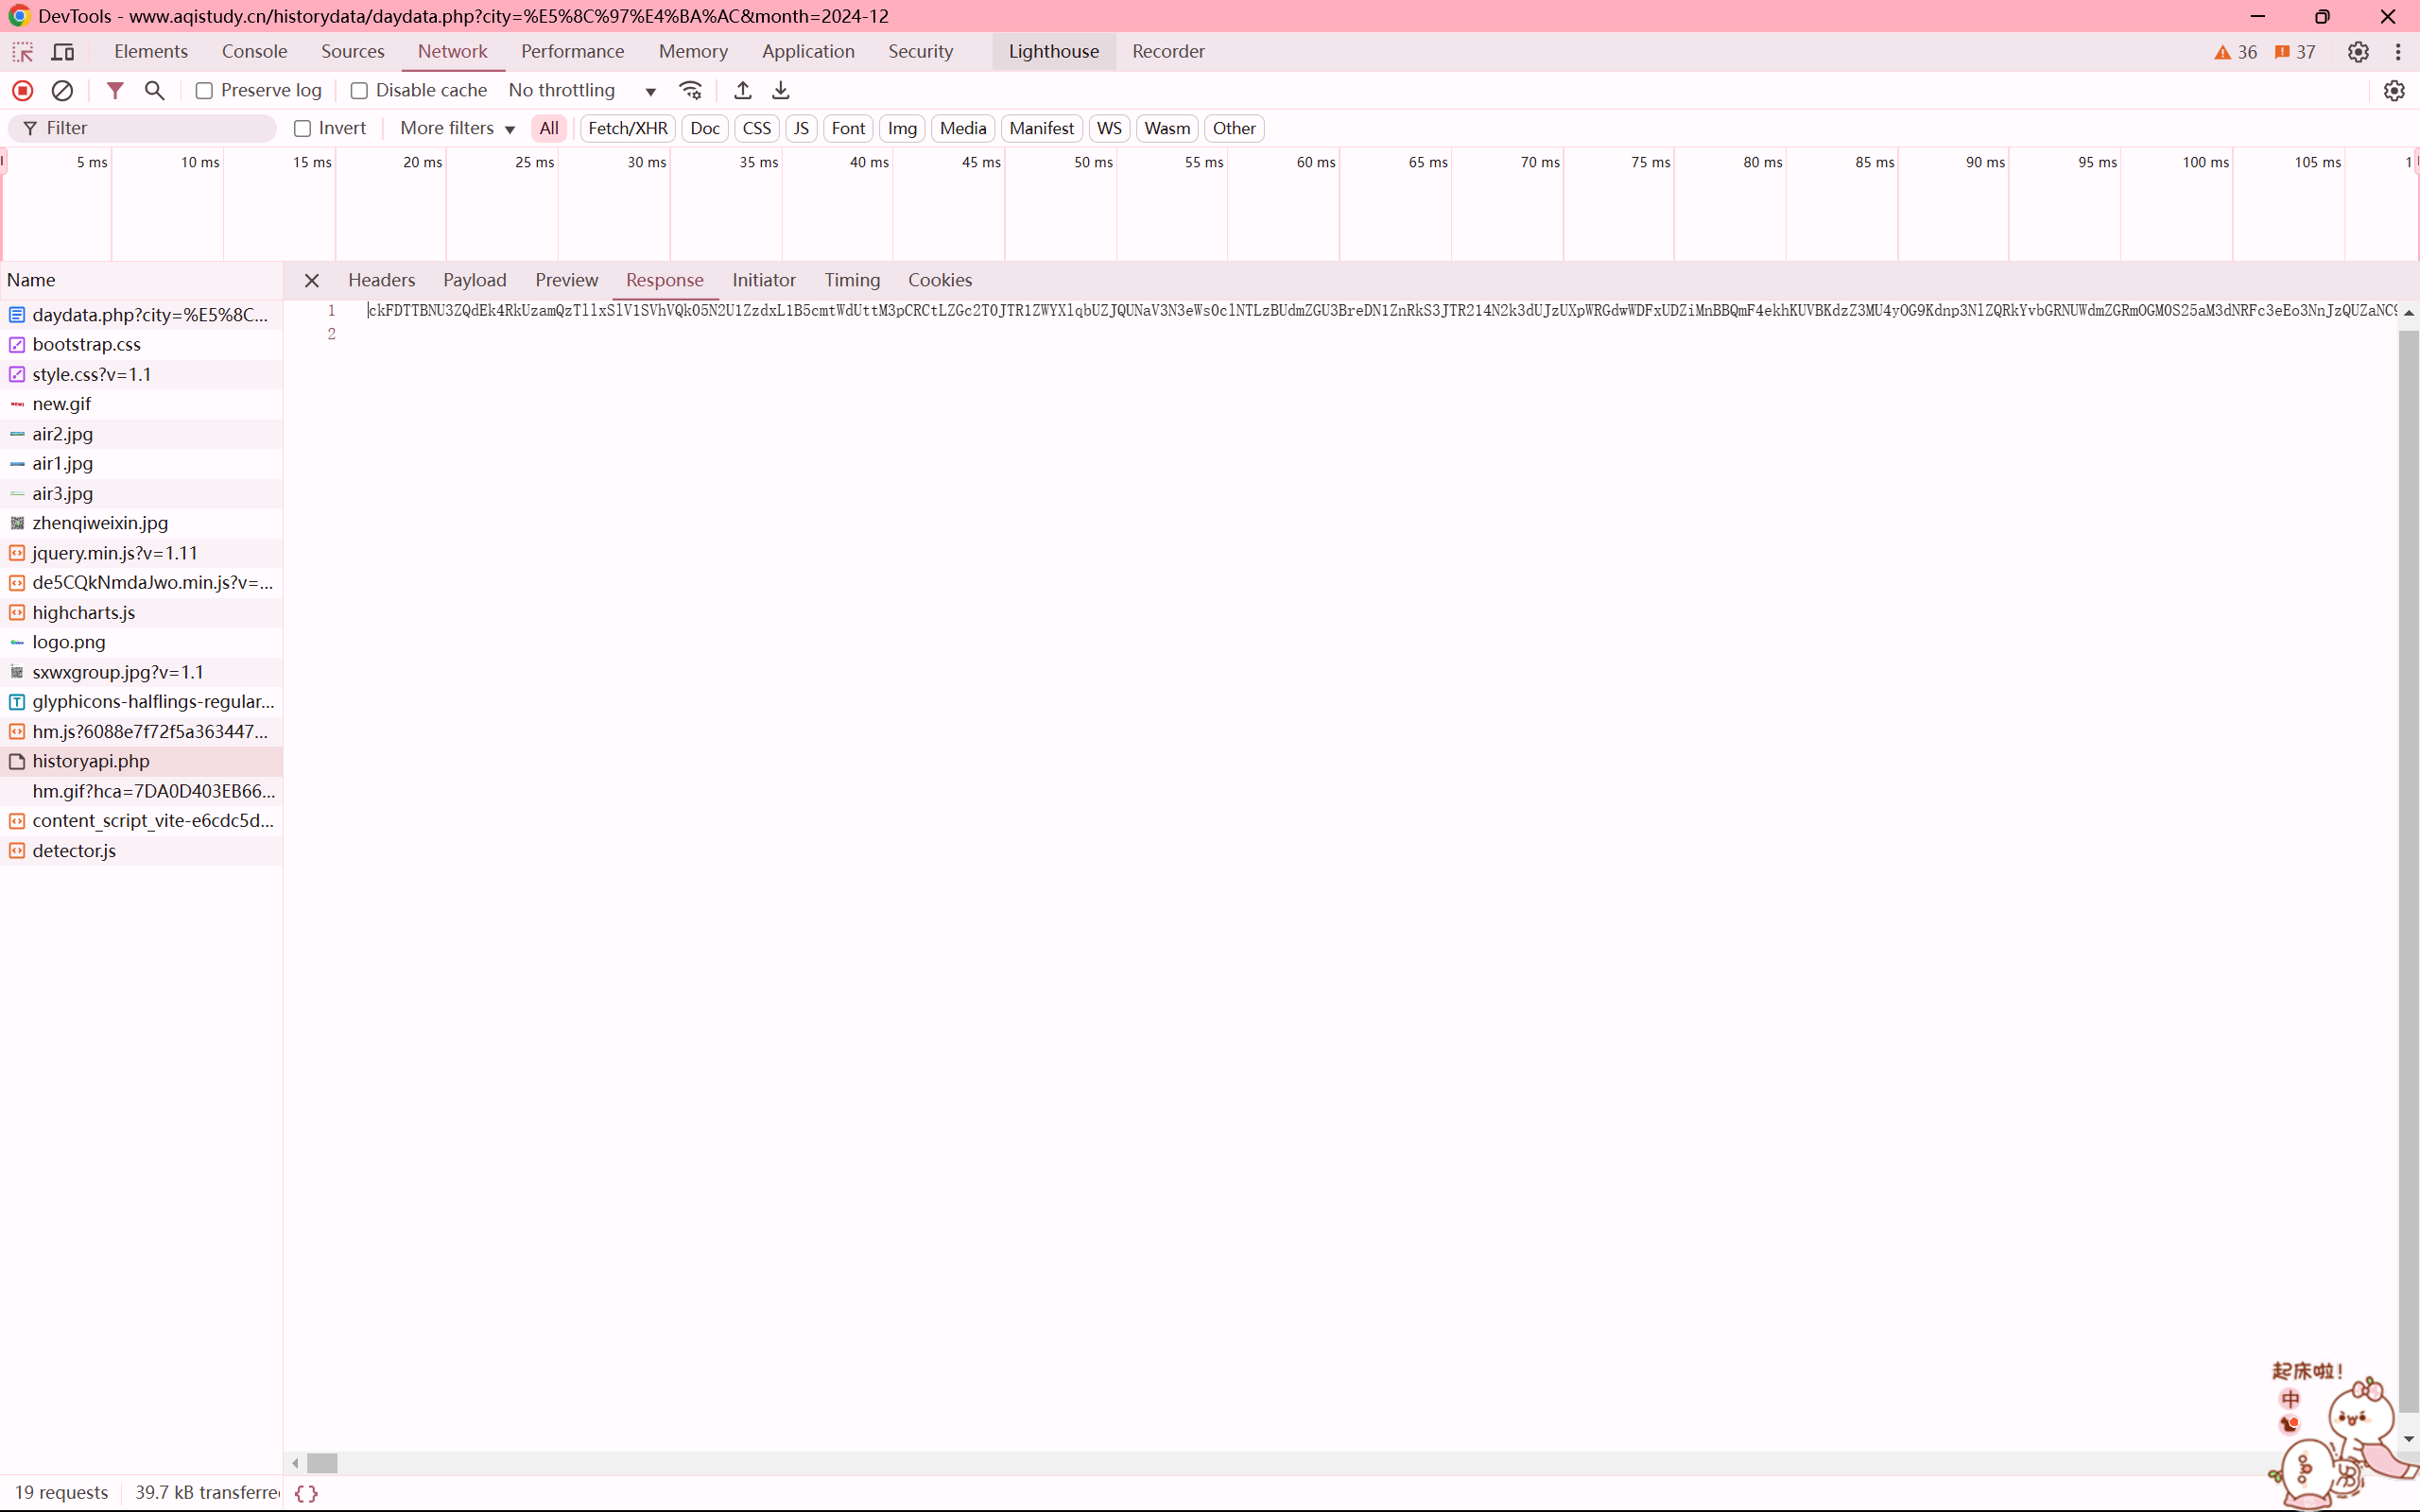 DevTools - www.aqistudy.cn/historydata/daydata.php?city=%E5%8C%97%E4%BA%AC&month=2024-12
Elements Console Sources Network Performance Memory Application Security Lighthouse Recorder 36 37
Preserve log Disable cache No throttling
Filter Invert More filters All Fetch/XHR Doc CSS JS Font Img Media Manifest WS Wasm Other
5 ms 10 ms 15 ms 20 ms 25 ms 30 ms 35 ms 40 ms 45 ms 50 ms 55 ms 60 ms 65 ms 70 ms 75 ms 80 ms 85 ms 90 ms 95 ms 100 ms 105 ms 1
Name Headers Payload Preview Response Initiator Timing Cookies
daydata.php?city=%E5%8C...
1
2
bootstrap.css
style.css?v=1.1
new.gif
air2.jpg
air1.jpg
air3.jpg
zhenqiweixin.jpg
jquery.min.js?v=1.11
de5CQkNmdaJwo.min.js?v=...
highcharts.js
logo.png
sxwxgroup.jpg?v=1.1
glyphicons-halflings-regular...
hm.js?6088e7f72f5a363447...
historyapi.php
hm.gif?hca=7DA0D403EB66...
content_script_vite-e6cdc5d...
detector.js
起床啦!
中
19 requests 39.7 kB transferre
{ }